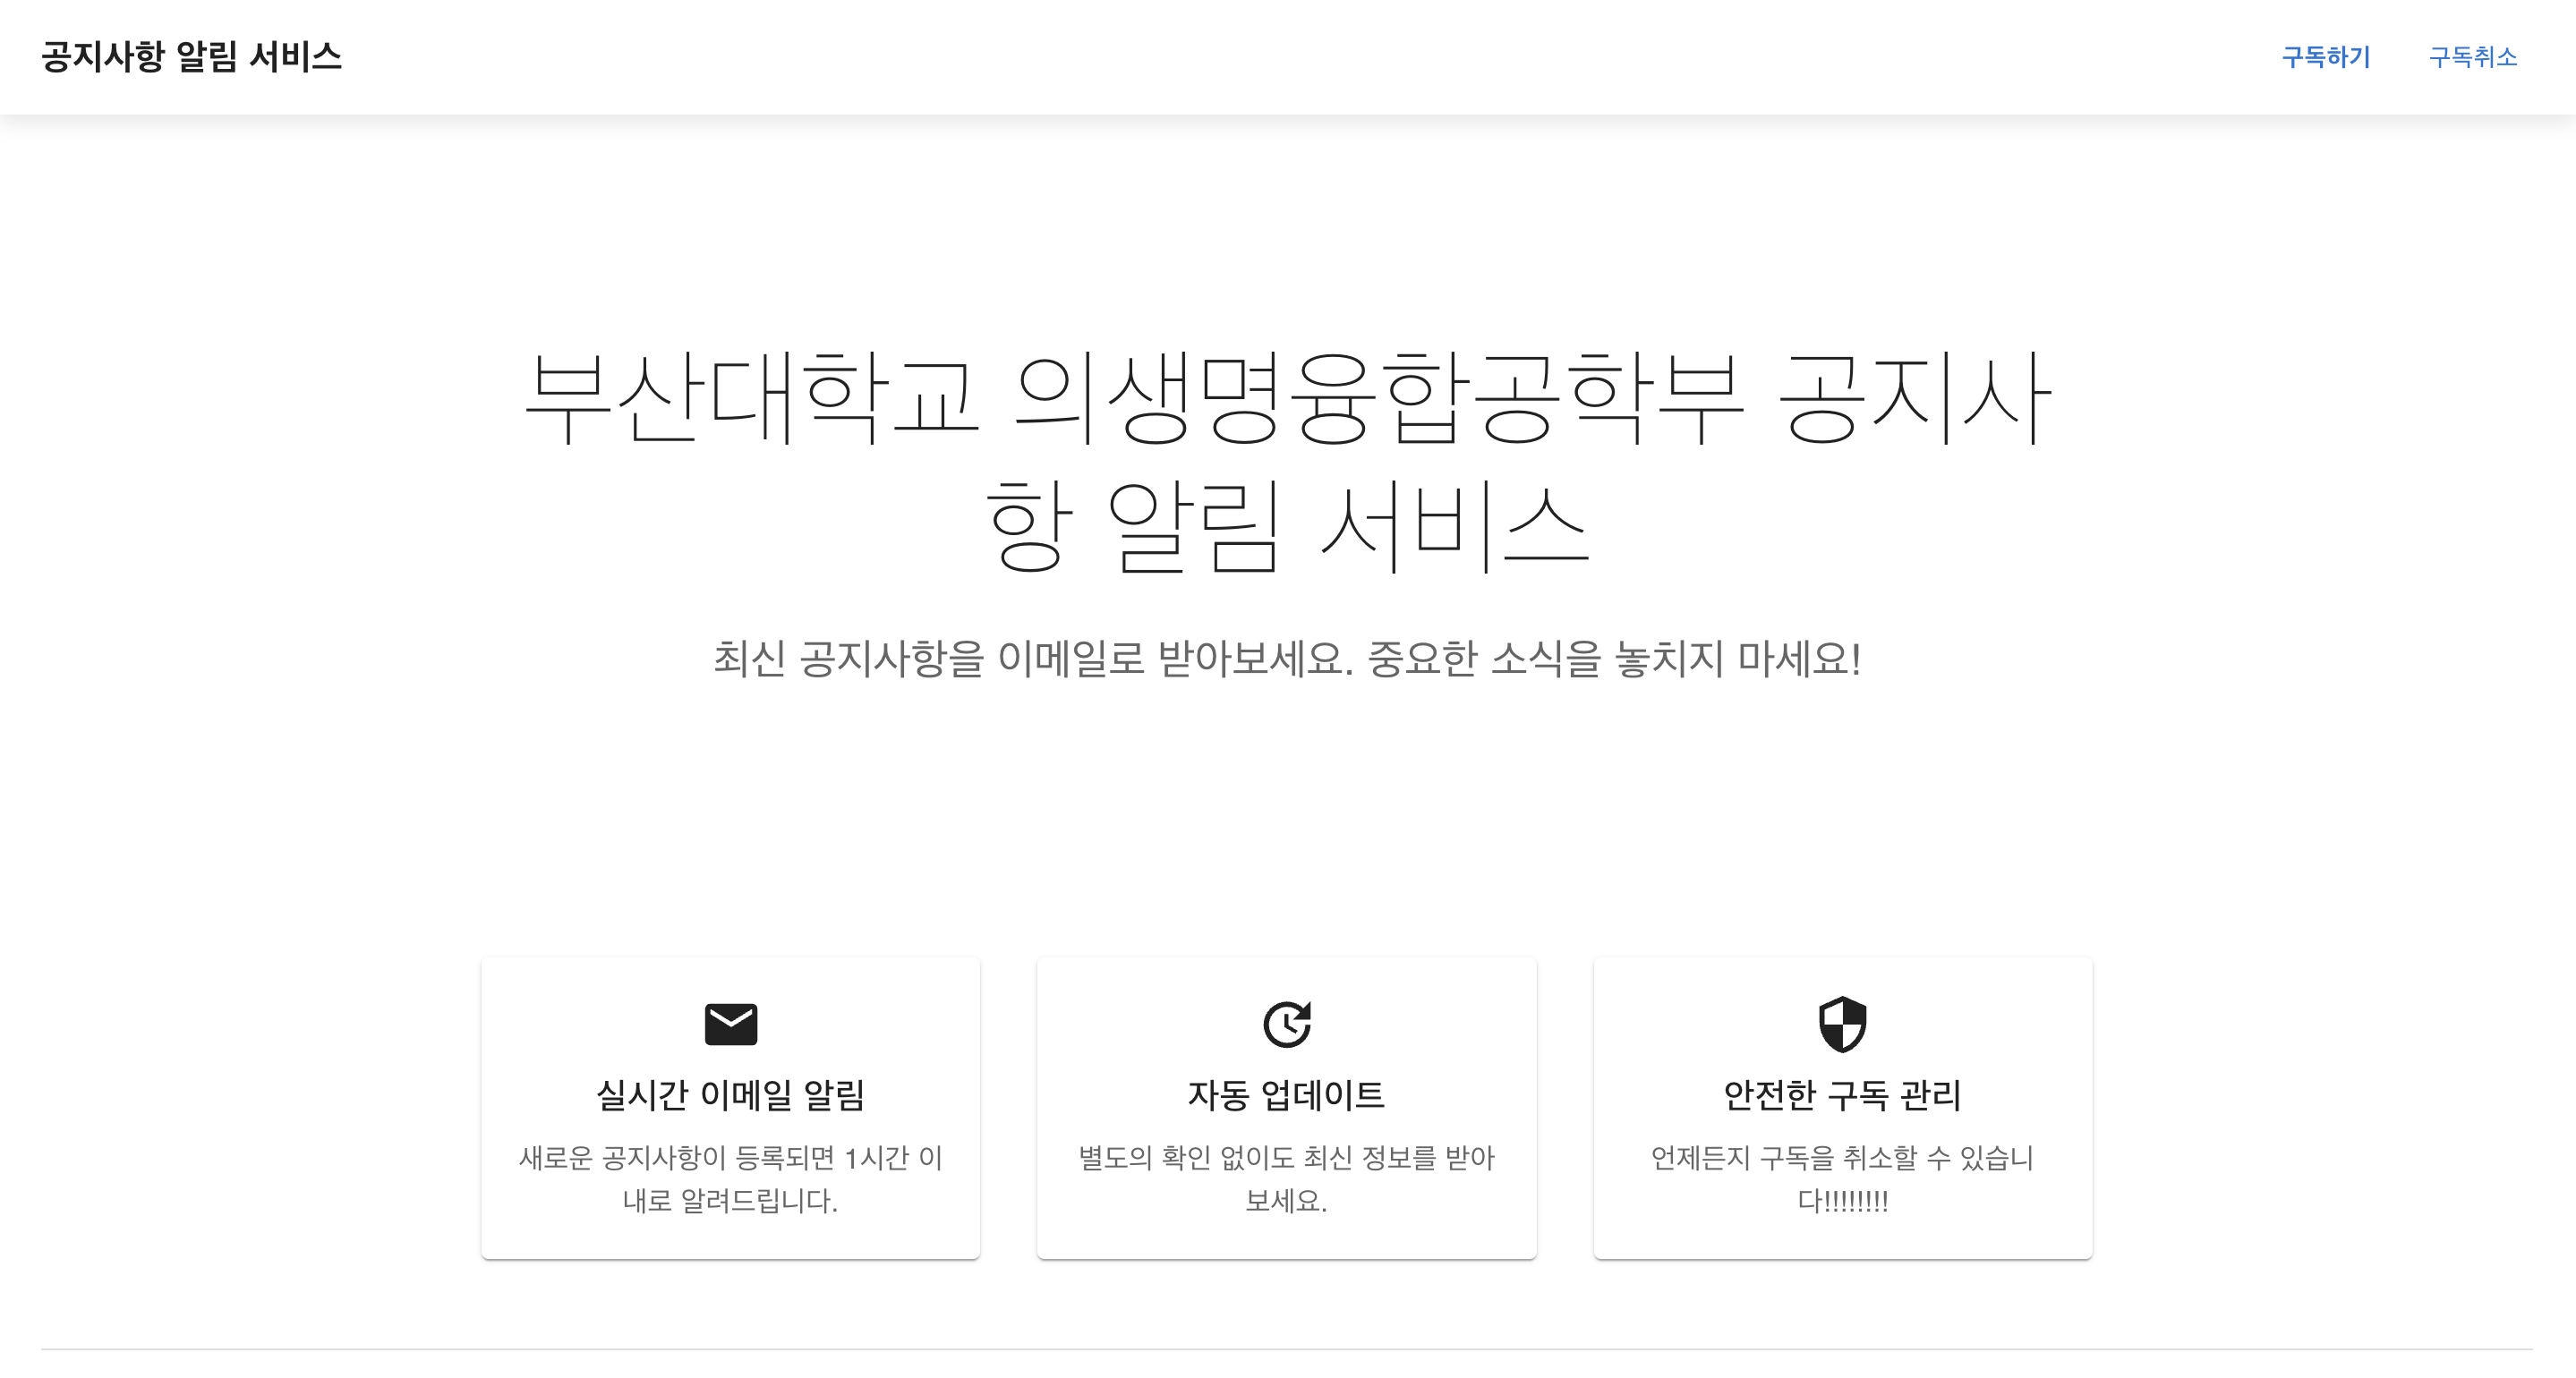 공지사항 알림 서비스
구독하기 구독취소
부산대학교 의생명융합공학부 공지사
항 알림 서비스
최신 공지사항을 이메일로 받아보세요. 중요한 소식을 놓치지 마세요!
실시간 이메일 알림
새로운 공지사항이 등록되면 1시간 이
내로 알려드립니다.
자동 업데이트
별도의 확인 없이도 최신 정보를 받아
보세요.
안전한 구독 관리
언제든지 구독을 취소할 수 있습니
다!!!!!!!!